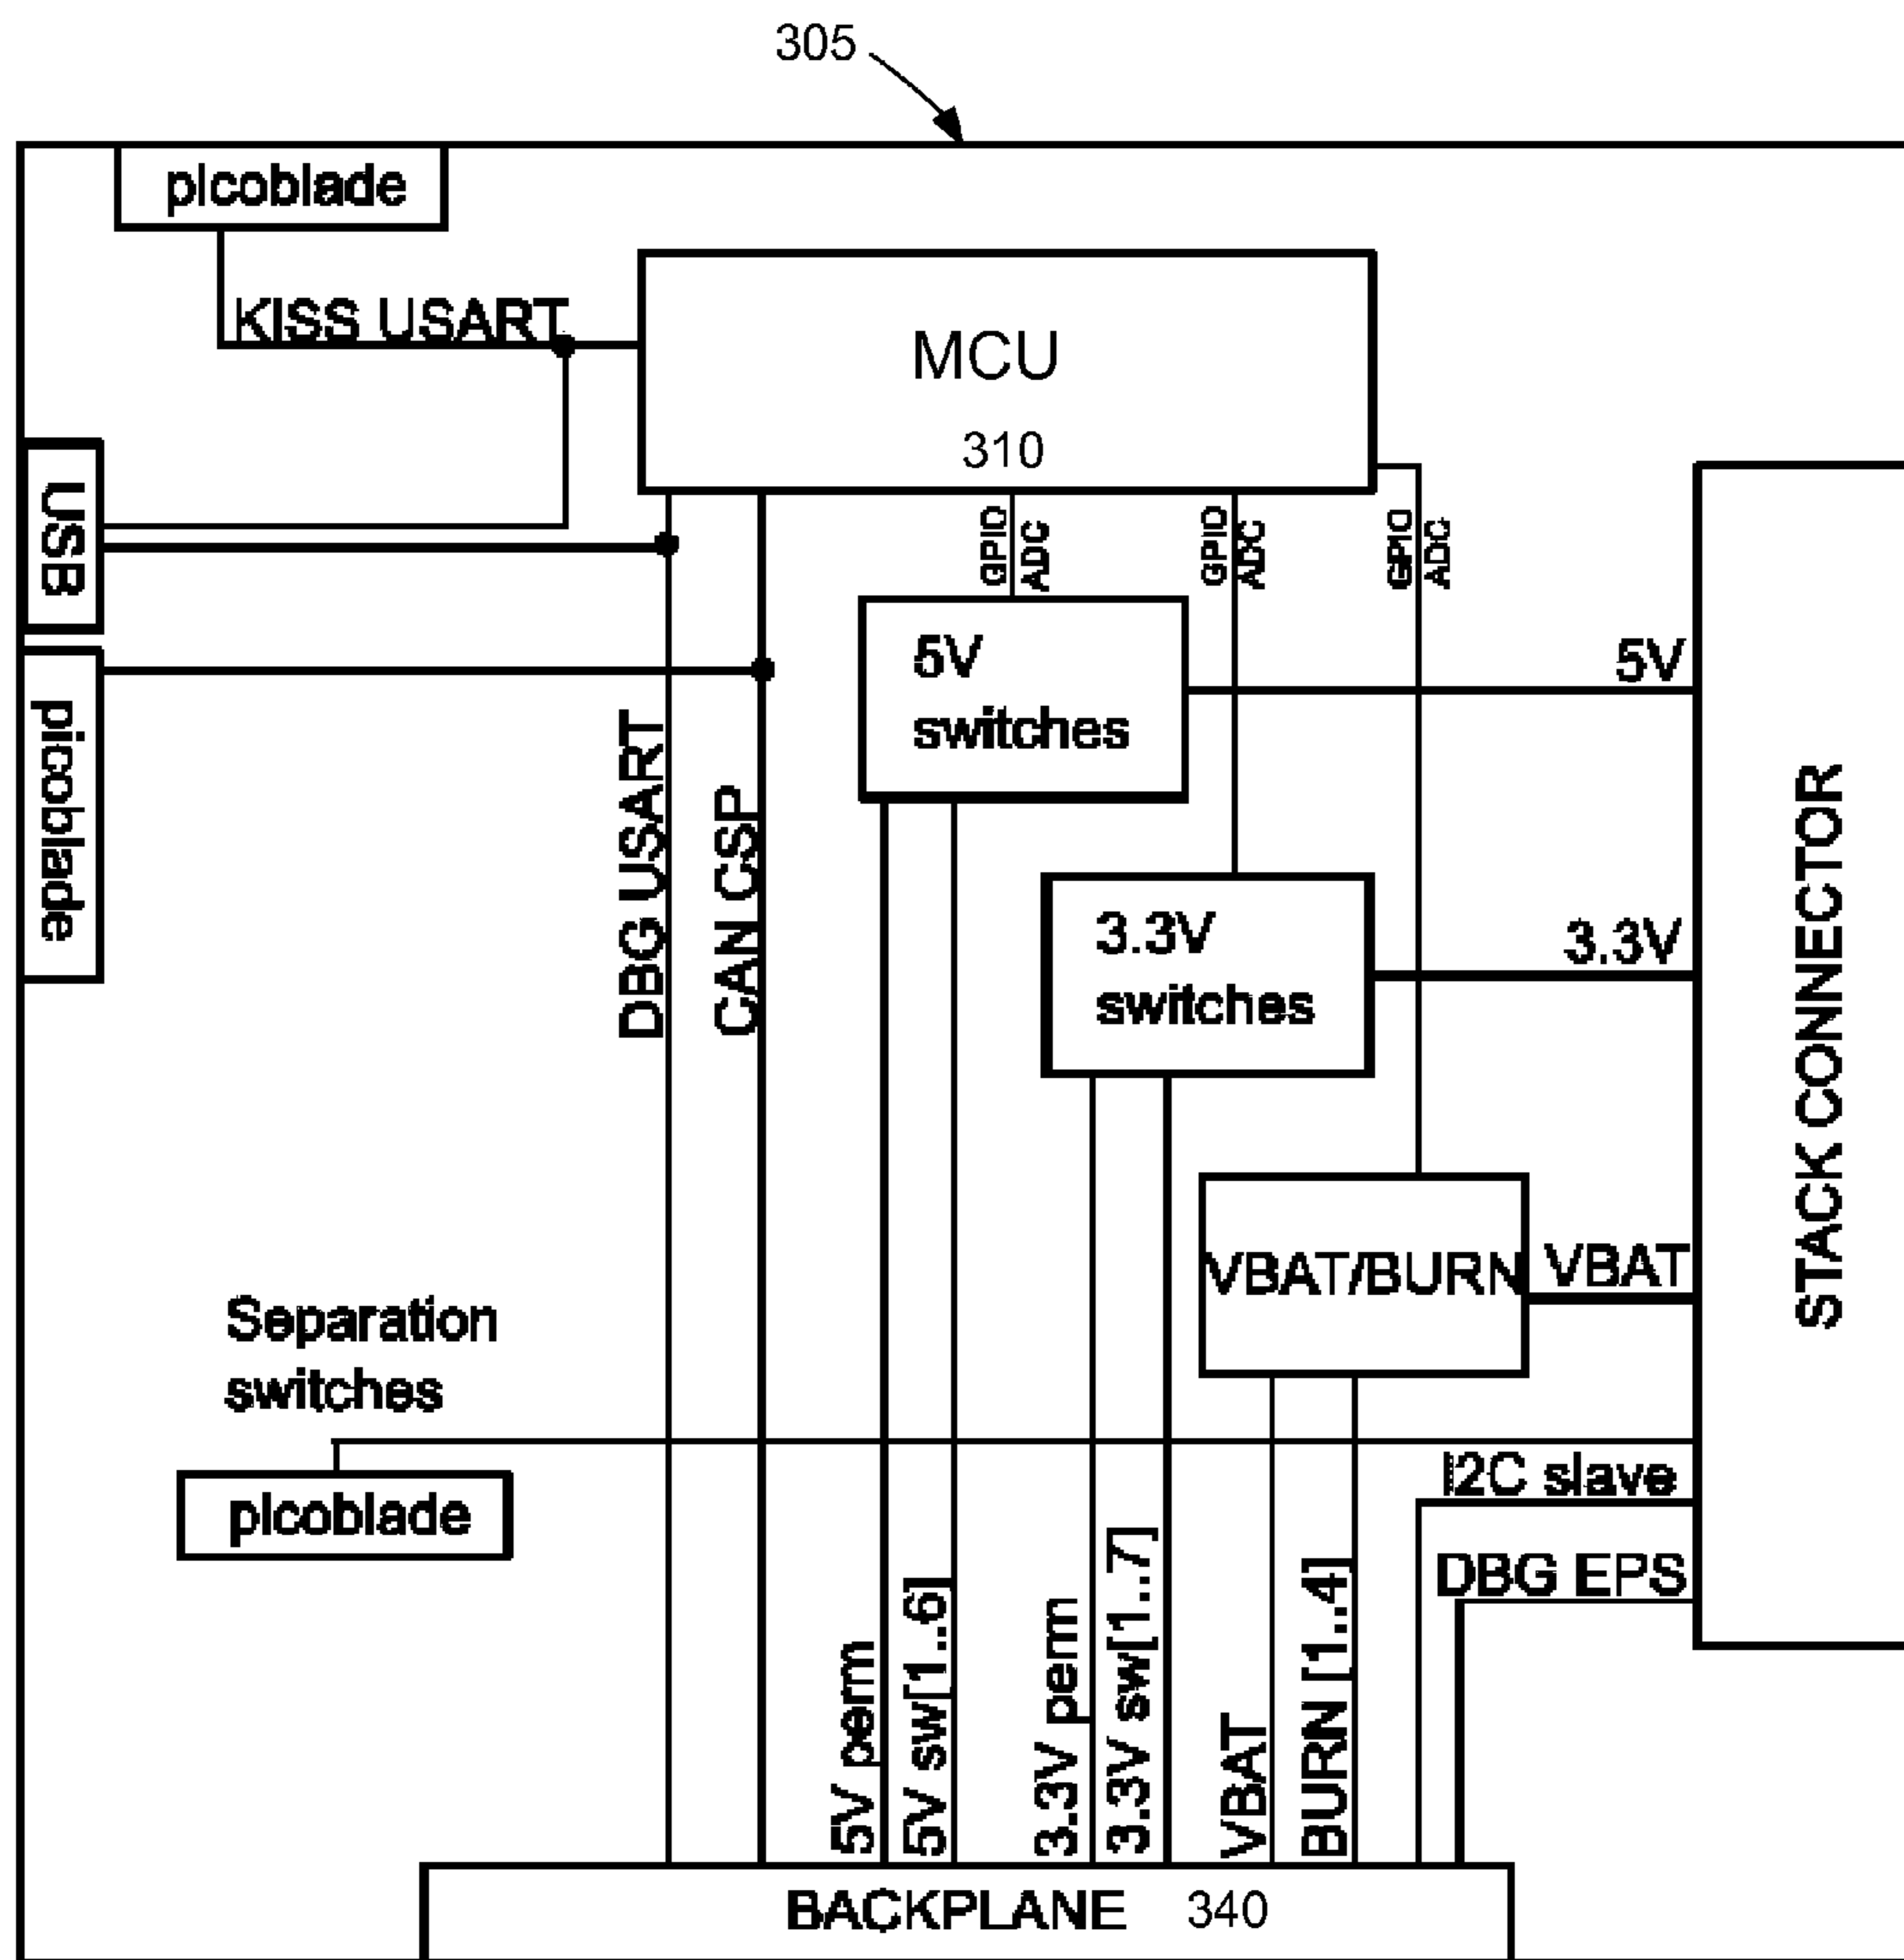 305
picoblade
KISS USART
MCU
310
USB
GPIO
ADC
GPIO
ADC
GPIO
ADC
5V
switches
5V
picoblade
DBG USART
CAN CSP
STACK CONNECTOR
3.3V
switches
3.3V
VBAT/BURN
VBAT
Separation
switches
I2C slave
picoblade
DBG EPS
5V perm
5V sw[1..6]
3.3V perm
3.3V sw[1..7]
VBAT
BURN [1..4]
BACKPLANE 340